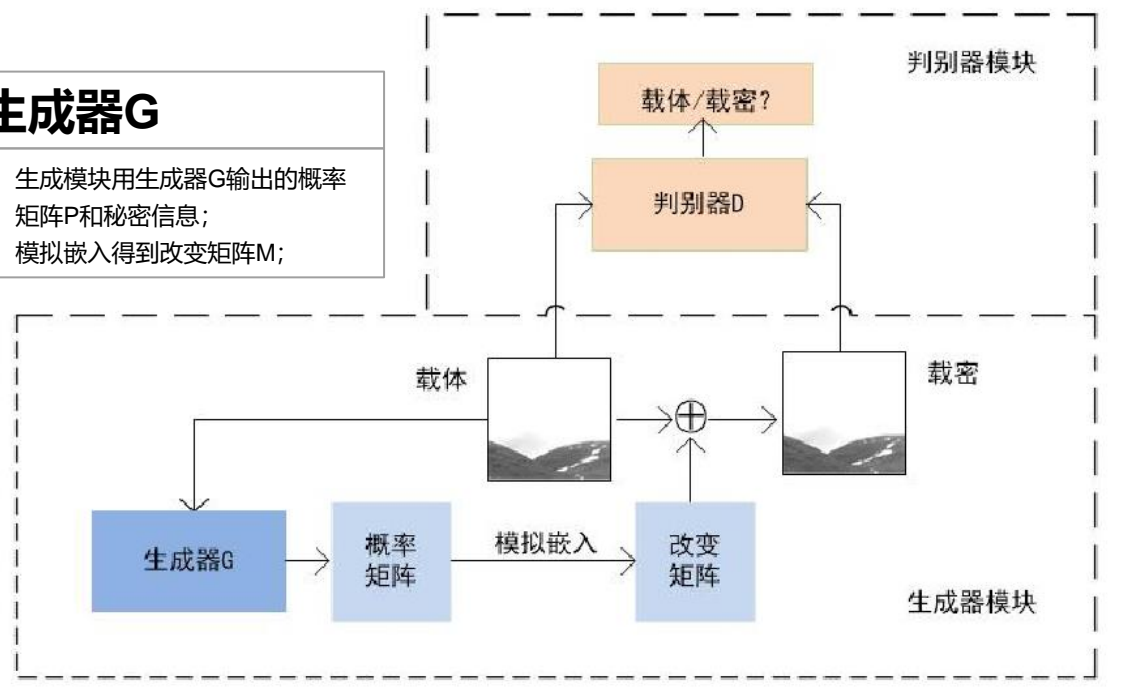 生成器G
生成模块用生成器G输出的概率
矩阵P和秘密信息；
模拟嵌入得到改变矩阵M；
判别器模块
载体/载密?
判别器D
载体
载密
生成器G
概率
矩阵
模拟嵌入
改变
矩阵
生成器模块